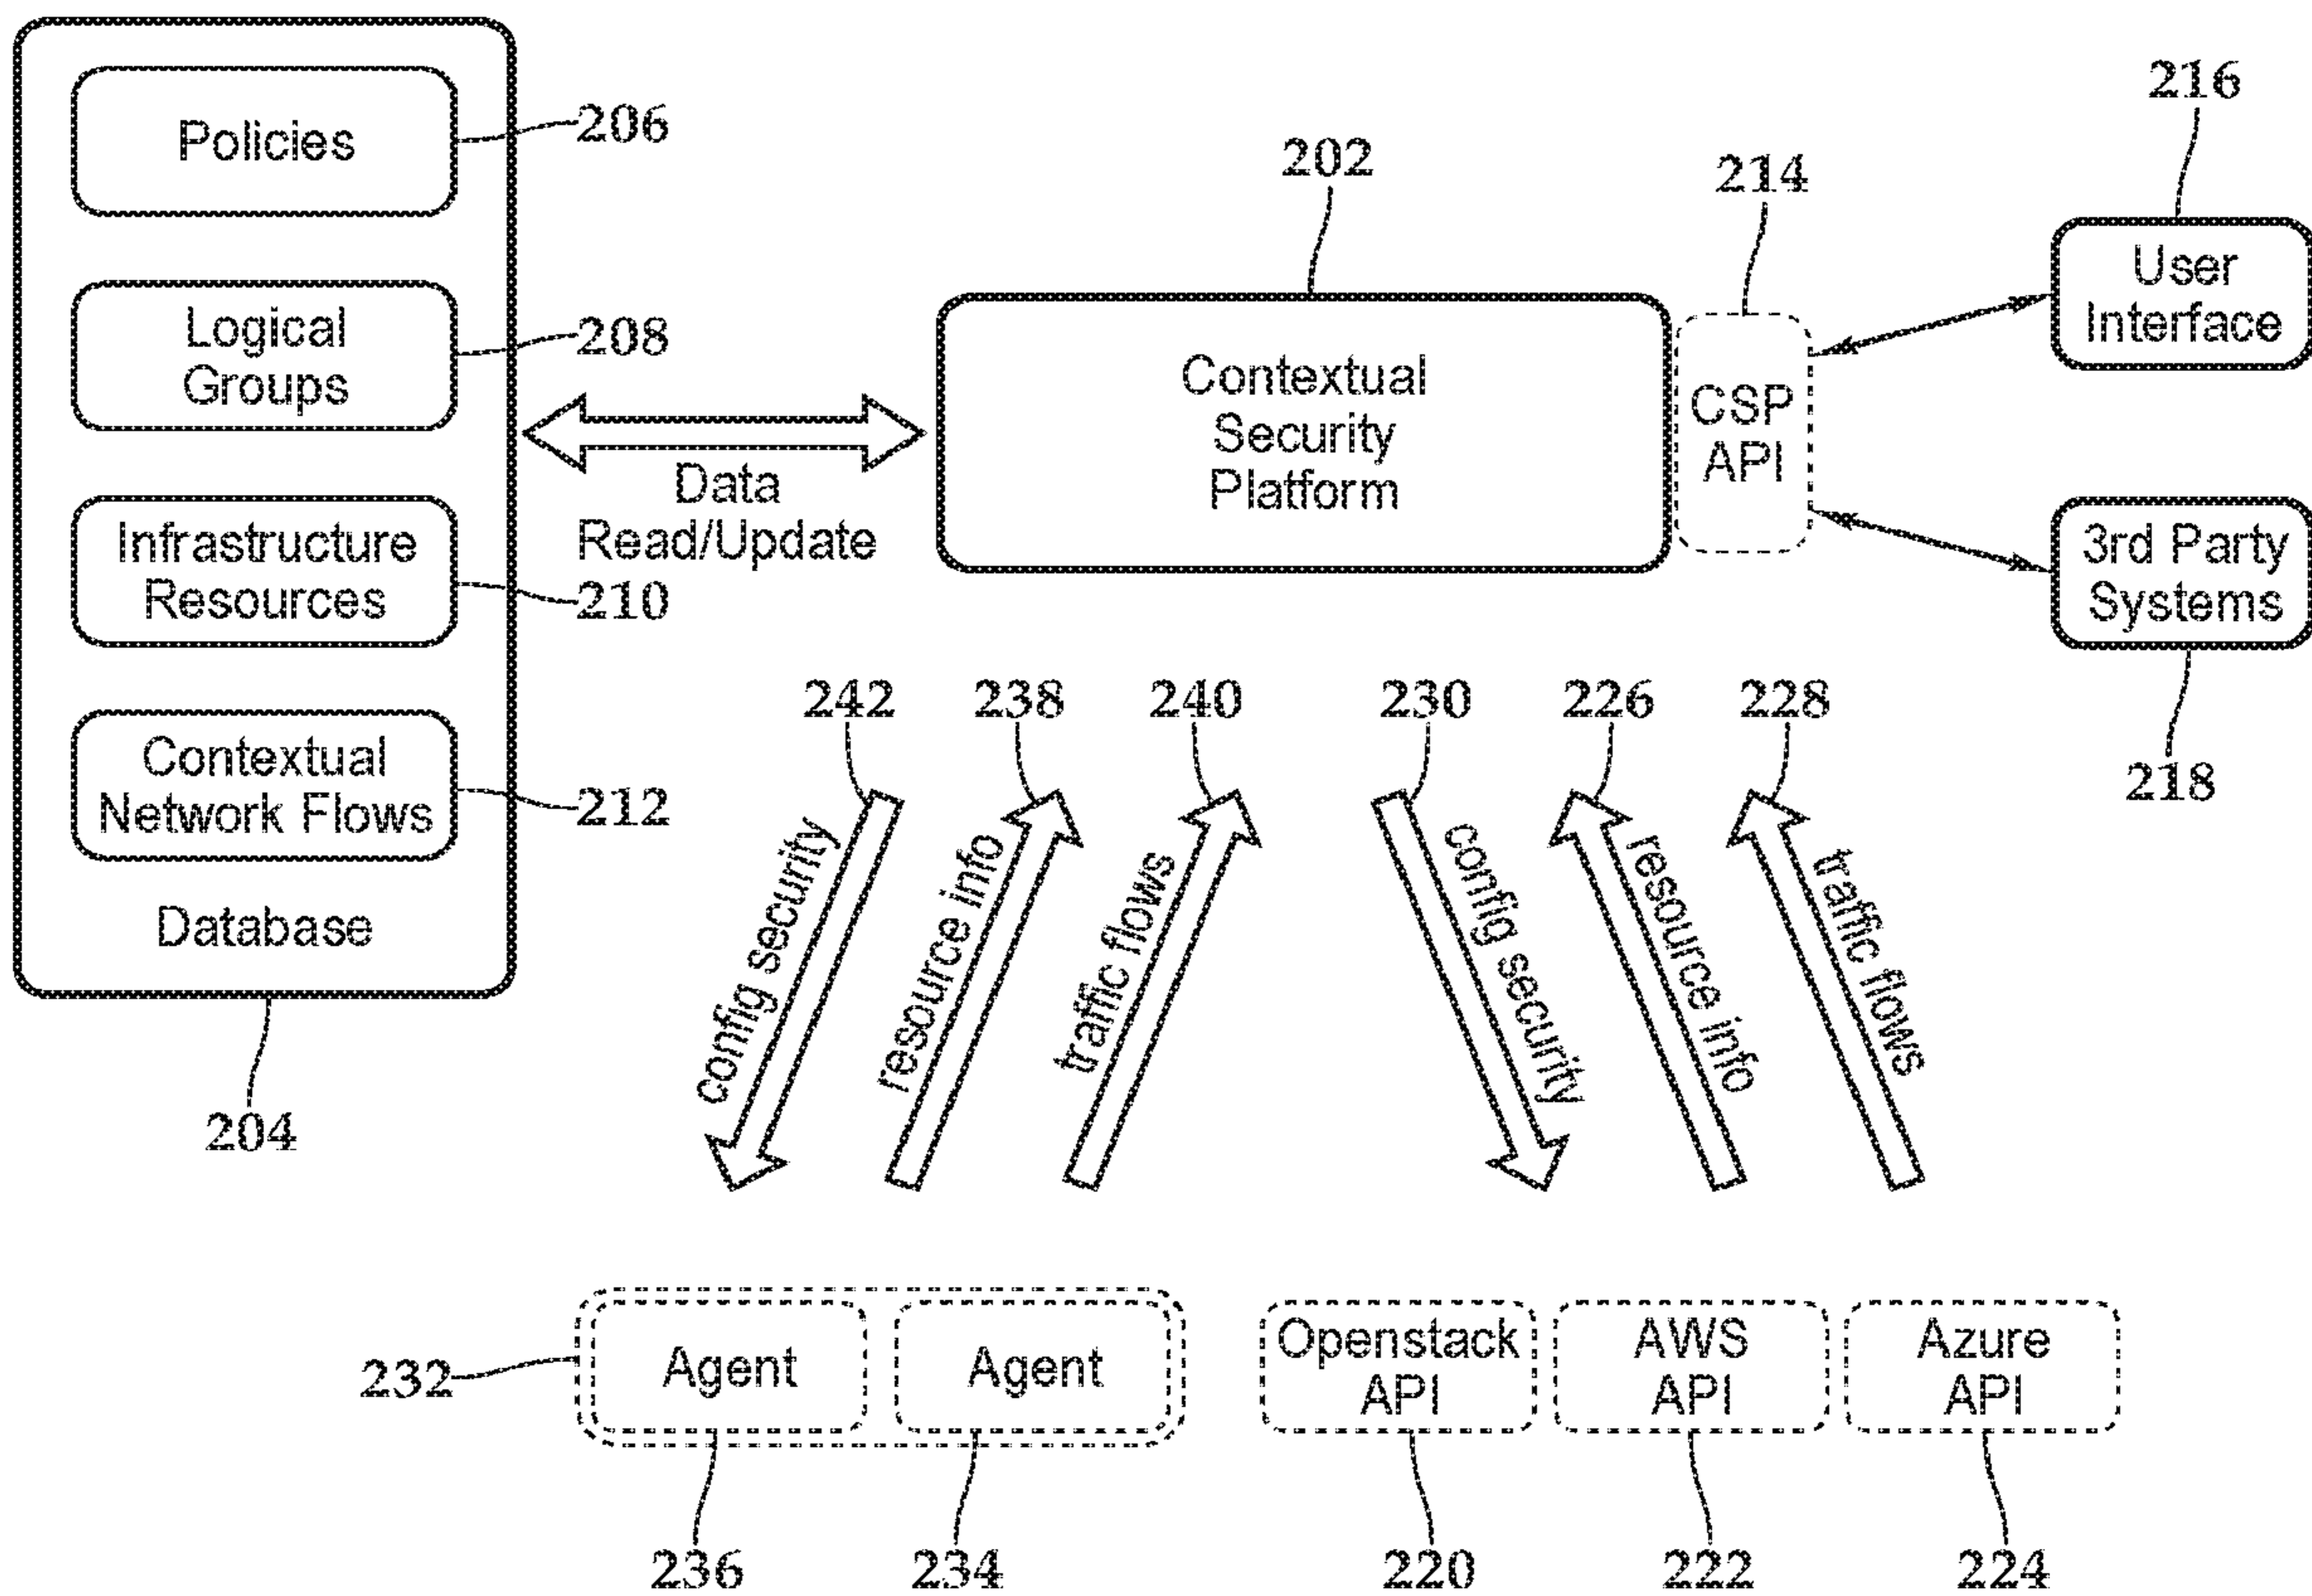 Policies
206
Logical
Groups
208
Infrastructure
Resources
210
Contextual
Network Flows
212
Database
204
Data
Read/Update
202
Contextual
Security
Platform
214
CSP
API
216
User
Interface
3rd Party
Systems
218
242
238
240
230
226
228
config security
resource info
traffic flows
config security
resource info
traffic flows
232
Agent
Agent
Openstack
API
AWS
API
Azure
API
236
234
220
222
224